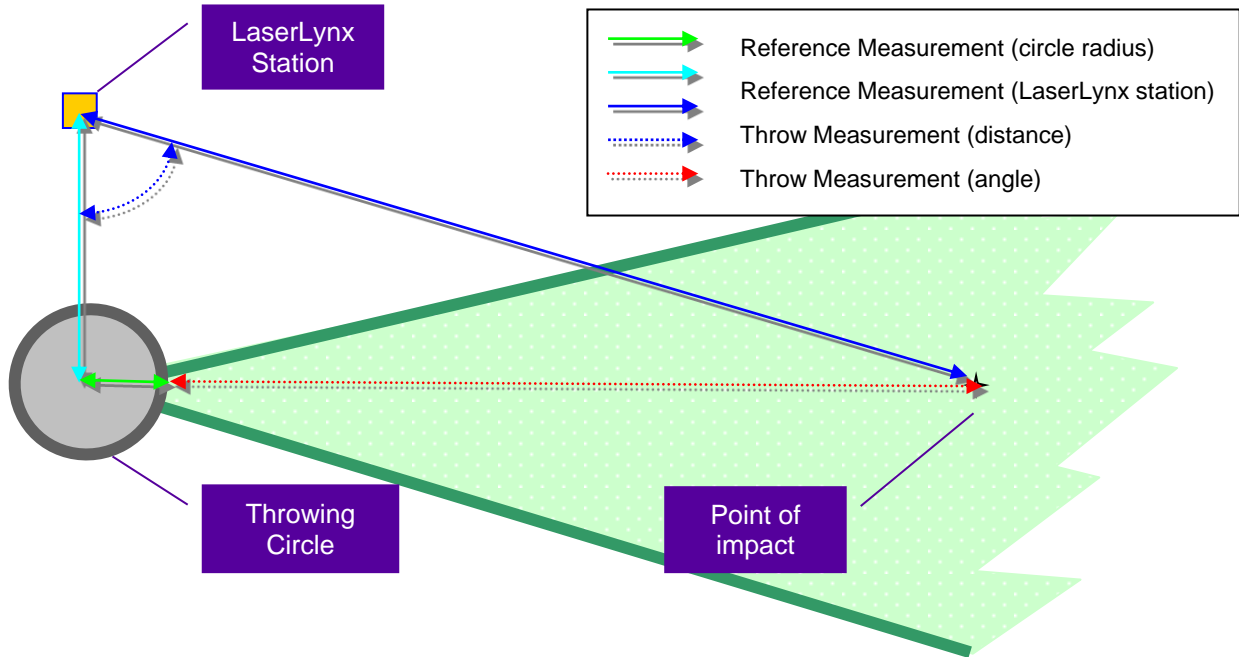 LaserLynx
Station
Reference Measurement (circle radius)
Reference Measurement (LaserLynx station)
Throw Measurement (distance)
Throw Measurement (angle)
Throwing
Circle
Point of
impact